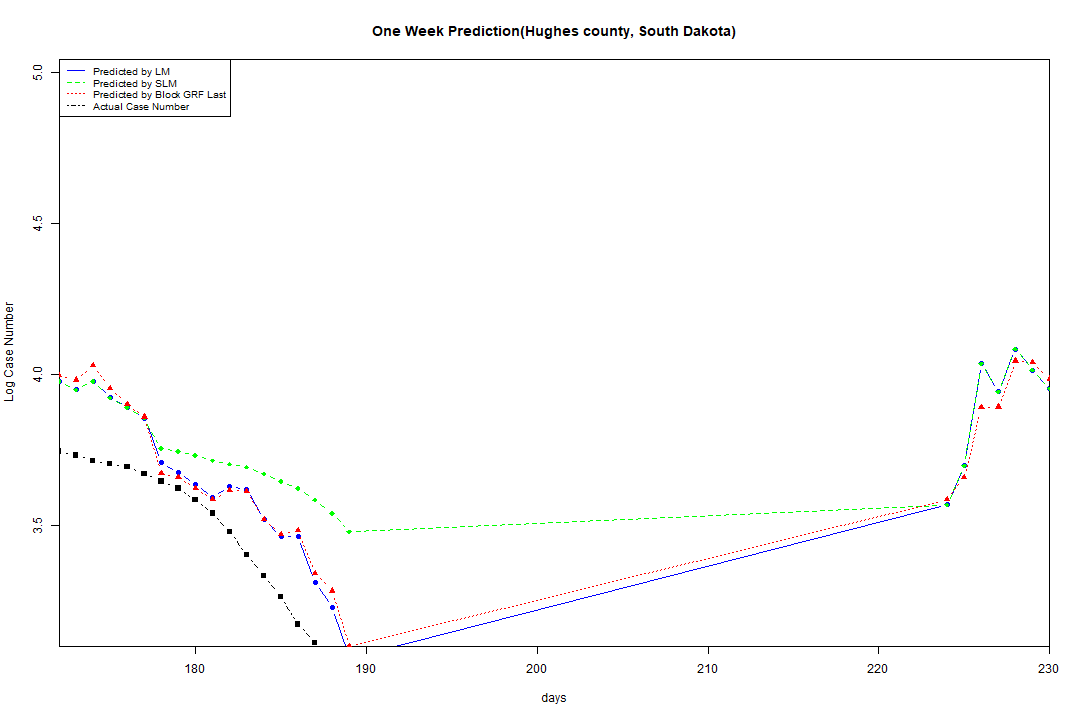 One Week Prediction(Hughes county, South Dakota)
Predicted by LM
Predicted by SLM
Predicted by Block GRF Last
Actual Case Number
5.0
4.5
4.0
3.5
Log Case Number
180 190 200 210 220 230
days